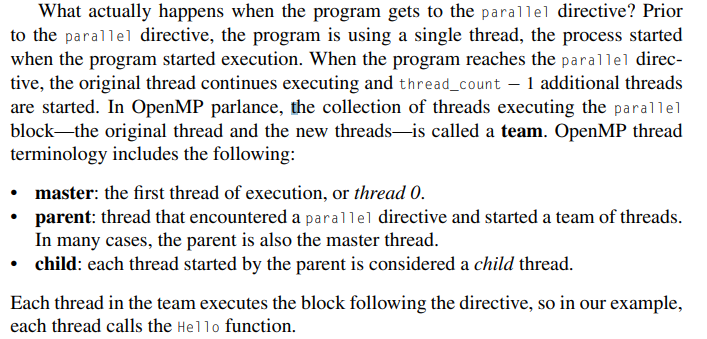 What actually happens when the program gets to the parallel directive? Prior
to the parallel directive, the program is using a single thread, the process started
when the program started execution. When the program reaches the parallel direc-
tive, the original thread continues executing and thread_count − 1 additional threads
are started. In OpenMP parlance, the collection of threads executing the parallel
block—the original thread and the new threads—is called a team. OpenMP thread
terminology includes the following:
• master: the first thread of execution, or thread 0.
• parent: thread that encountered a parallel directive and started a team of threads.
In many cases, the parent is also the master thread.
• child: each thread started by the parent is considered a child thread.
Each thread in the team executes the block following the directive, so in our example,
each thread calls the Hello function.